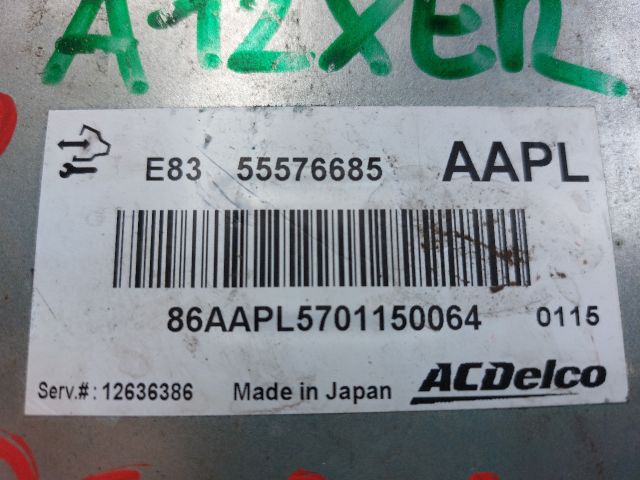 A12XER
E83 55576685 AAPL
86AAPL5701150064 0115
Serv.#: 12636386 Made in Japan ACDelco